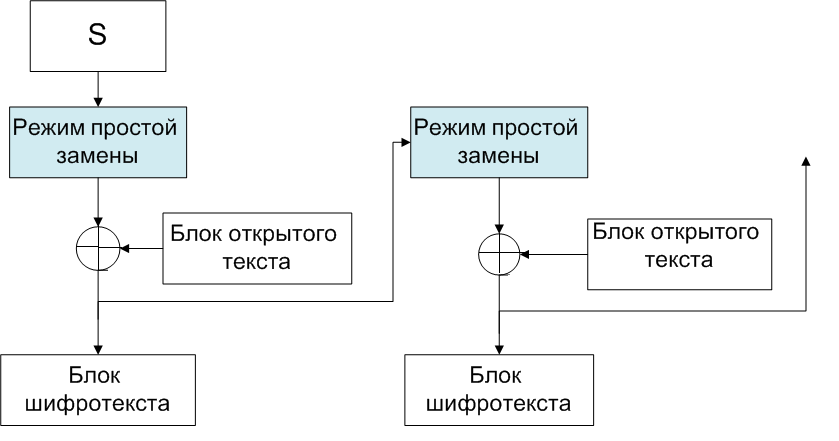 S
Режим простой
замены
Режим простой
замены
Блок открытого
текста
Блок открытого
текста
Блок
шифротекста
Блок
шифротекста